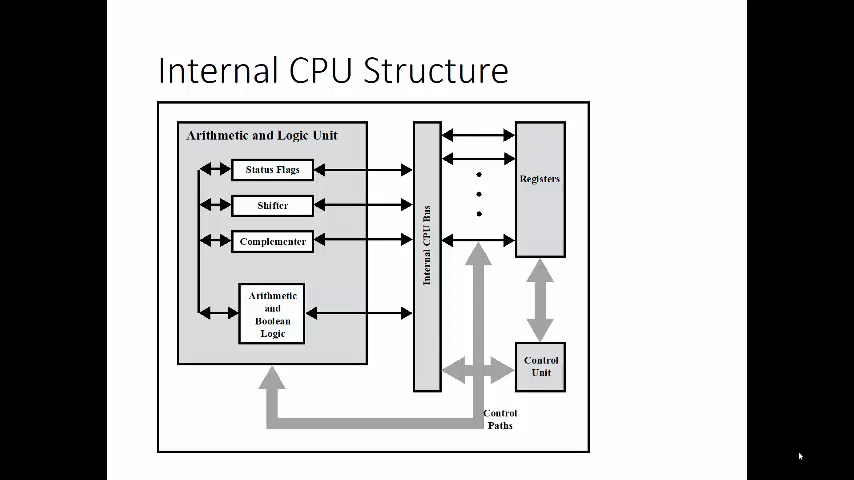 Internal CPU Structure
Arithmetic and Logic Unit
Status Flags
Shifter
Complementer
Arithmetic
and
Boolean
Logic
Internal CPU Bus
Registers
Control
Unit
Control
Paths